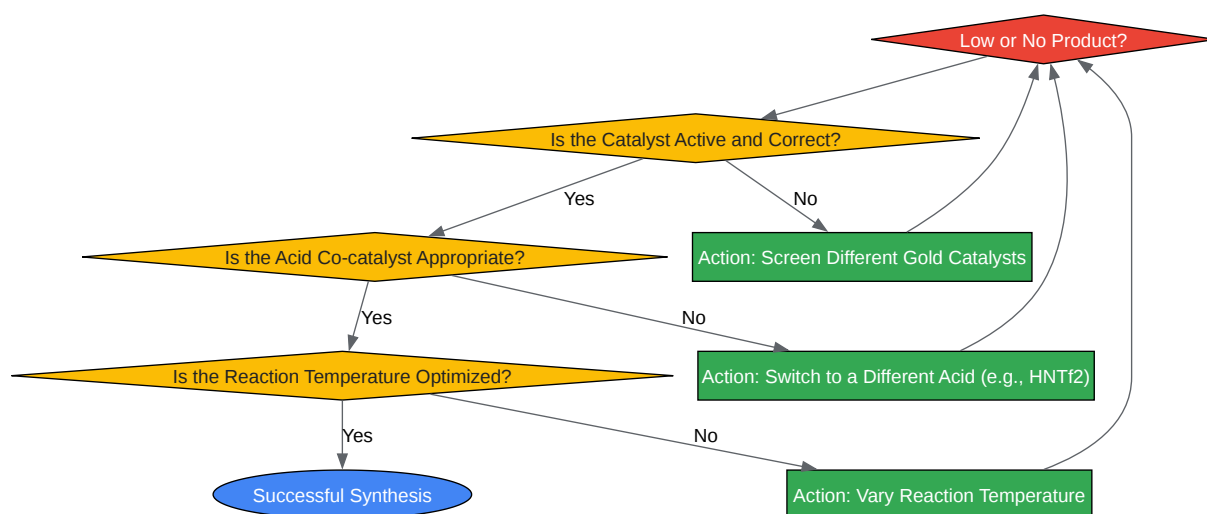 Low or No Product?
Is the Catalyst Active and Correct?
Yes
No
Is the Acid Co-catalyst Appropriate?
Action: Screen Different Gold Catalysts
Yes
No
Is the Reaction Temperature Optimized?
Action: Switch to a Different Acid (e.g., HNTf2)
Yes
No
Successful Synthesis
Action: Vary Reaction Temperature